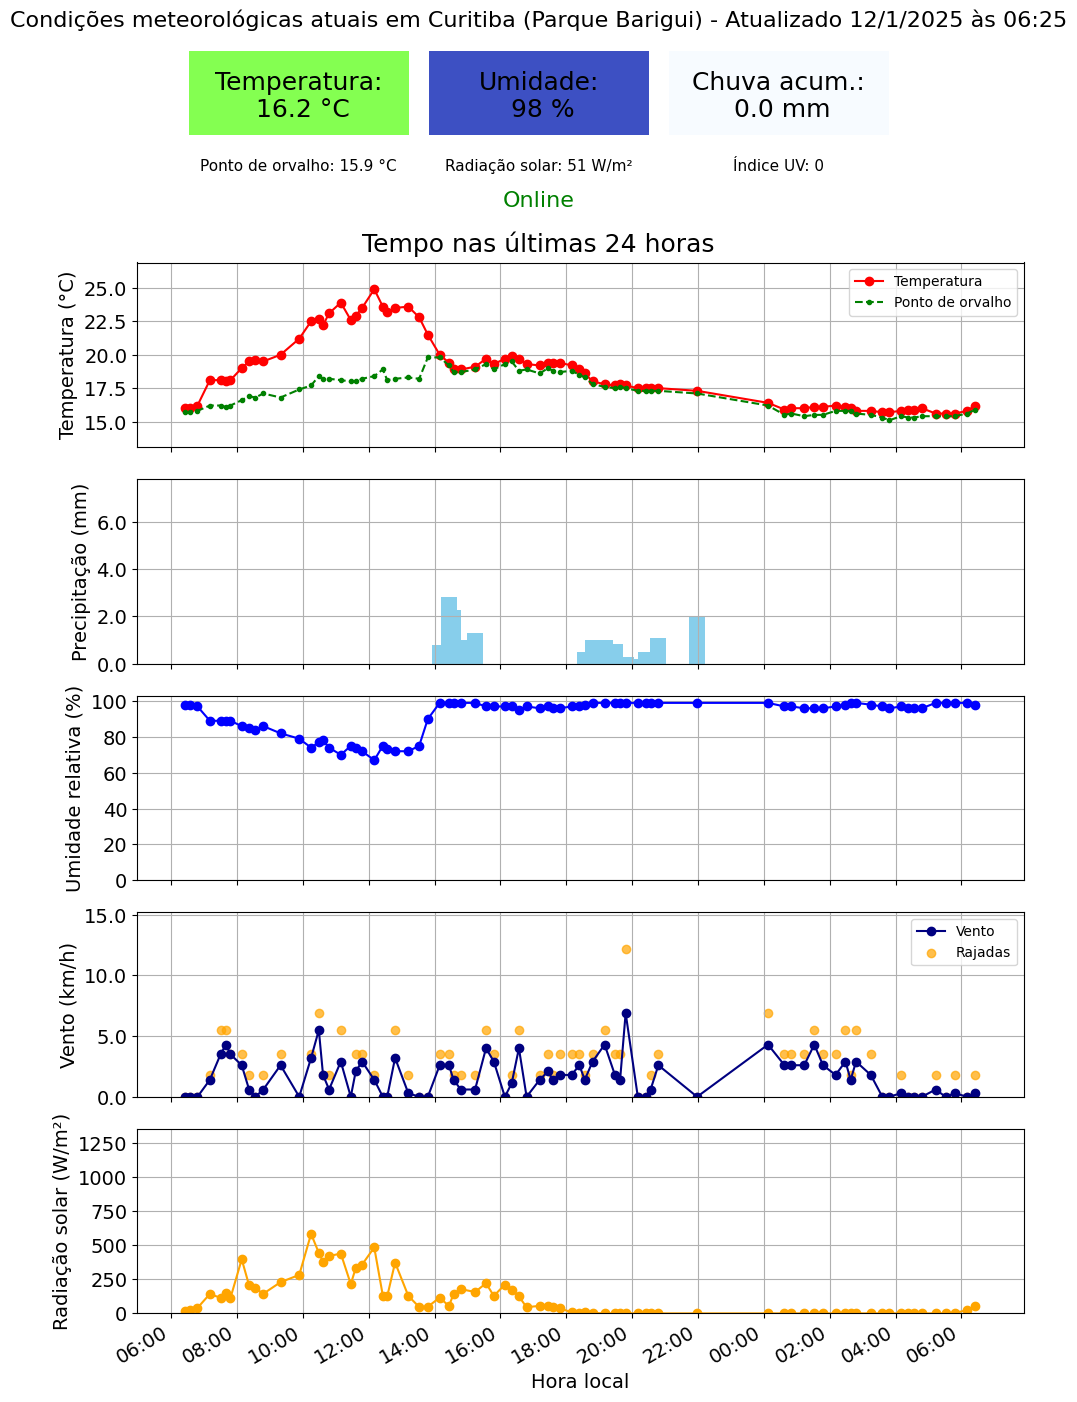 Condições meteorológicas atuais em Curitiba (Parque Barigui) - Atualizado 12/1/2025 às 06:25
Temperatura:
16.2 °C
Umidade:
98 %
Chuva acum.:
0.0 mm
Ponto de orvalho: 15.9 °C
Radiação solar: 51 W/m²
Índice UV: 0
Online
Tempo nas últimas 24 horas
Temperatura (°C)
25.0
22.5
20.0
17.5
15.0
Temperatura
Ponto de orvalho
Precipitação (mm)
6.0
4.0
2.0
0.0
Umidade relativa (%)
100
80
60
40
20
0
Vento (km/h)
15.0
10.0
5.0
0.0
Vento
Rajadas
Radiação solar (W/m²)
1250
1000
750
500
250
0
06:00
08:00
10:00
12:00
14:00
16:00
18:00
20:00
22:00
00:00
02:00
04:00
06:00
Hora local